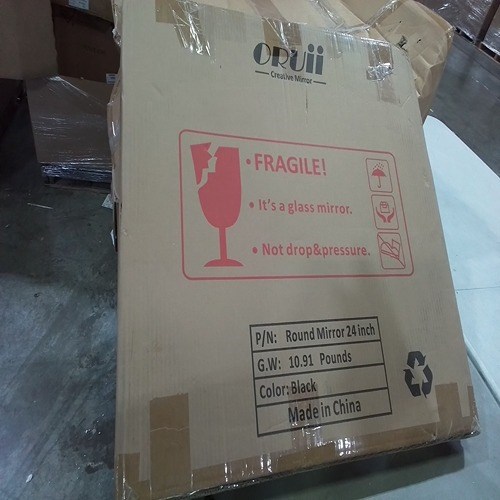 ORUii
Creative Mirror
• FRAGILE!
• It's a glass mirror.
• Not drop&pressure.
P/N: Round Mirror 24 inch
G.W: 10.91 Pounds
Color: Black
Made in China